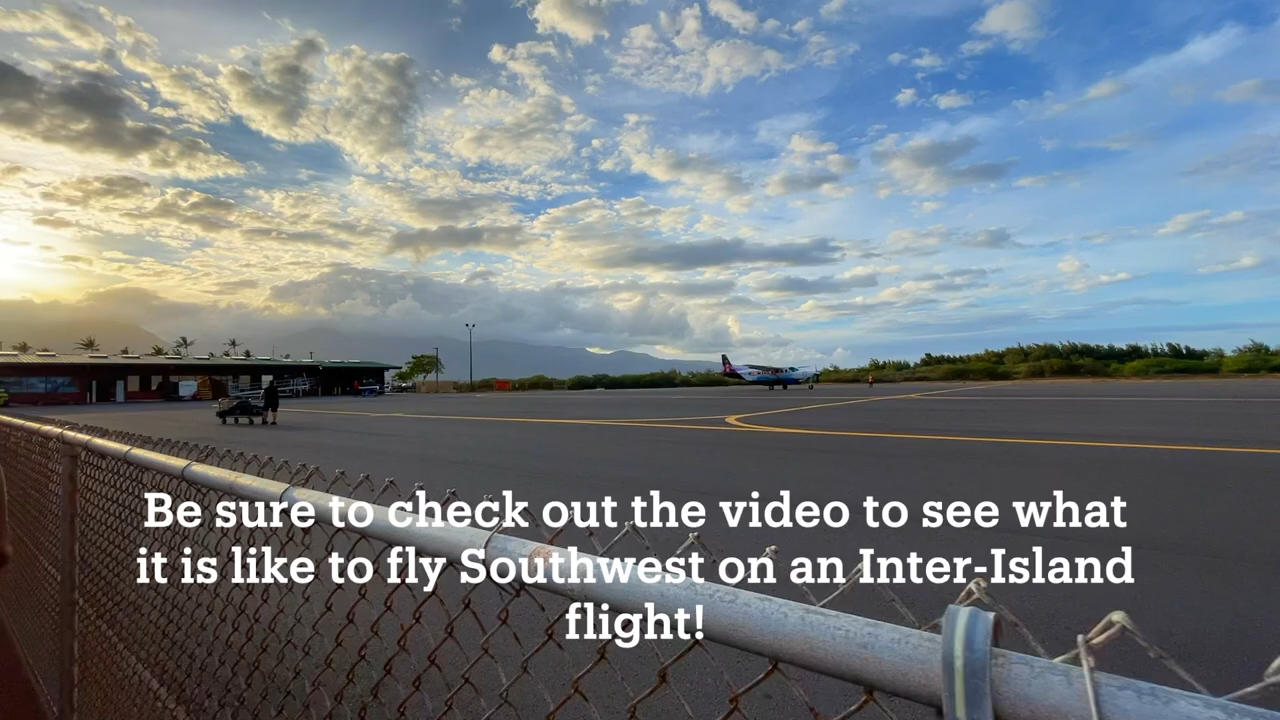 Be sure to check out the video to see what
it is like to fly Southwest on an Inter-Island
flight!